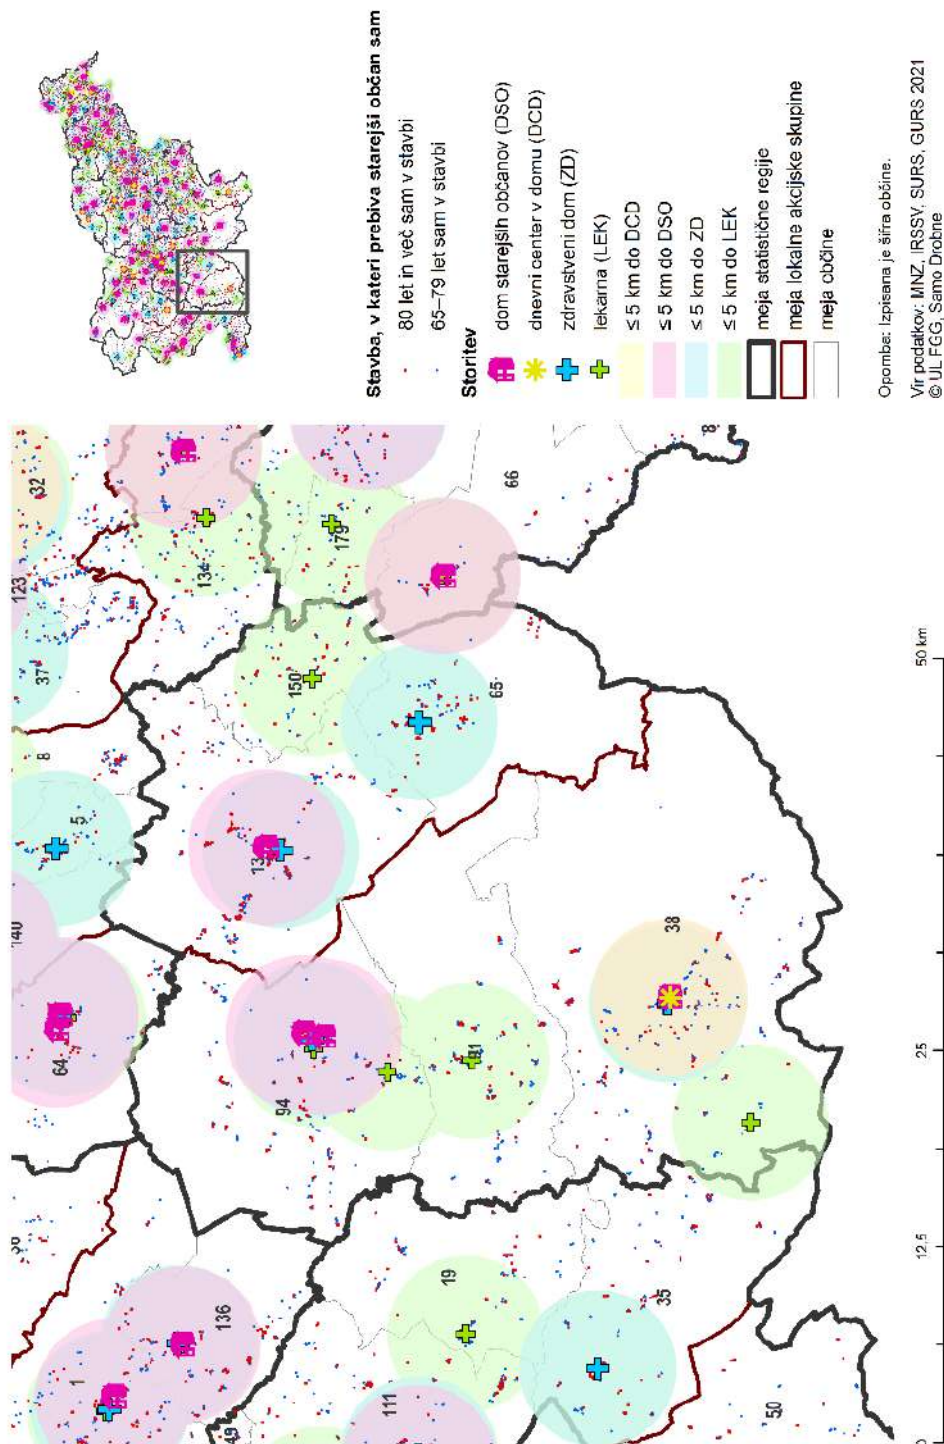 Stavba, v kateri prebiva starejši občan sam
80 let in več sam v stavbi
65–79 let sam v stavbi
Storitev
dom starejših občanov (DSO)
dnevni center v domu (DCD)
zdravstveni dom (ZD)
lekarna (LEK)
≤ 5 km do DCD
≤ 5 km do DSO
≤ 5 km do ZD
≤ 5 km do LEK
meja statistične regije
meja lokalne akcijske skupine
meja občine
Opomba: Izpisana je šifra občine.
Vir podatkov: MNZ, IRSSV, SURS, GURS 2021
© UL FGG, Samo Drobne
32
123
37
8
5
140
64
1
136
49
134
179
66
8
150
65
13
94
91
38
19
35
111
50
0
12,5
25
50 km